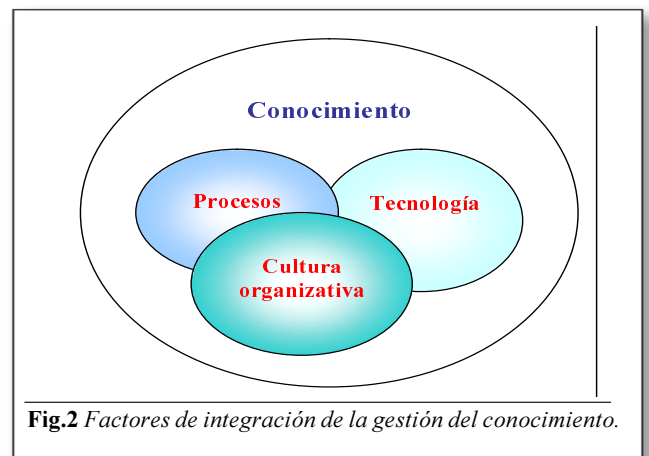 Conocimiento
Procesos
Tecnología
Cultura
organizativa
Fig.2 Factores de integración de la gestión del conocimiento.